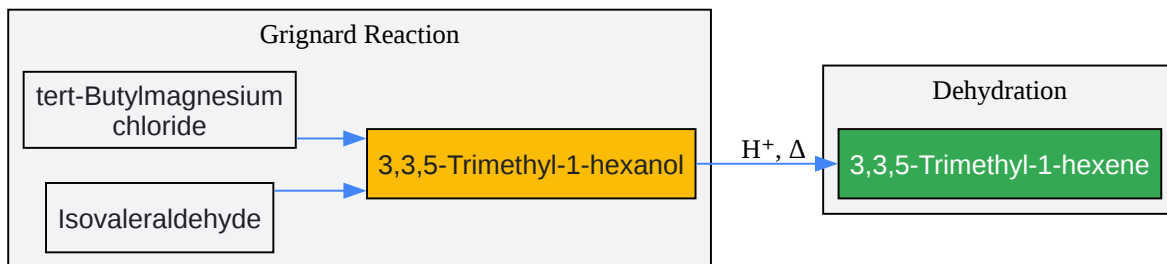 Grignard Reaction
tert-Butylmagnesium
chloride
Isovaleraldehyde
3,3,5-Trimethyl-1-hexanol
H⁺, Δ
Dehydration
3,3,5-Trimethyl-1-hexene